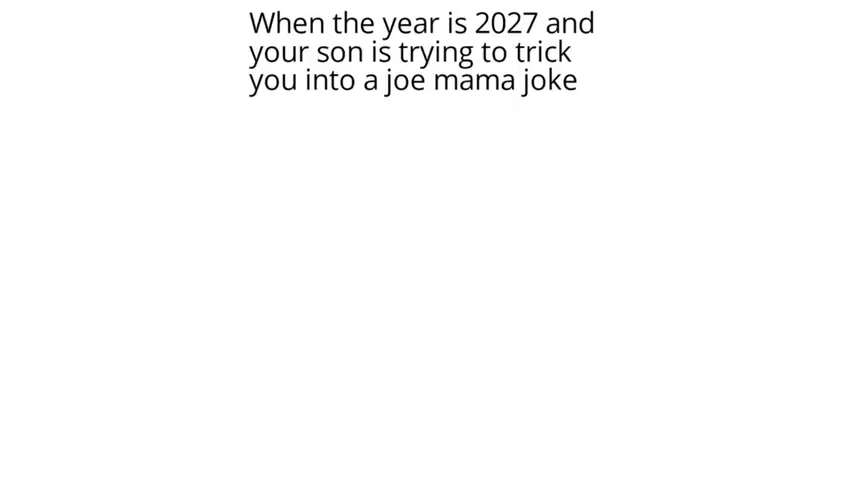 When the year is 2027 and
your son is trying to trick
you into a joe mama joke